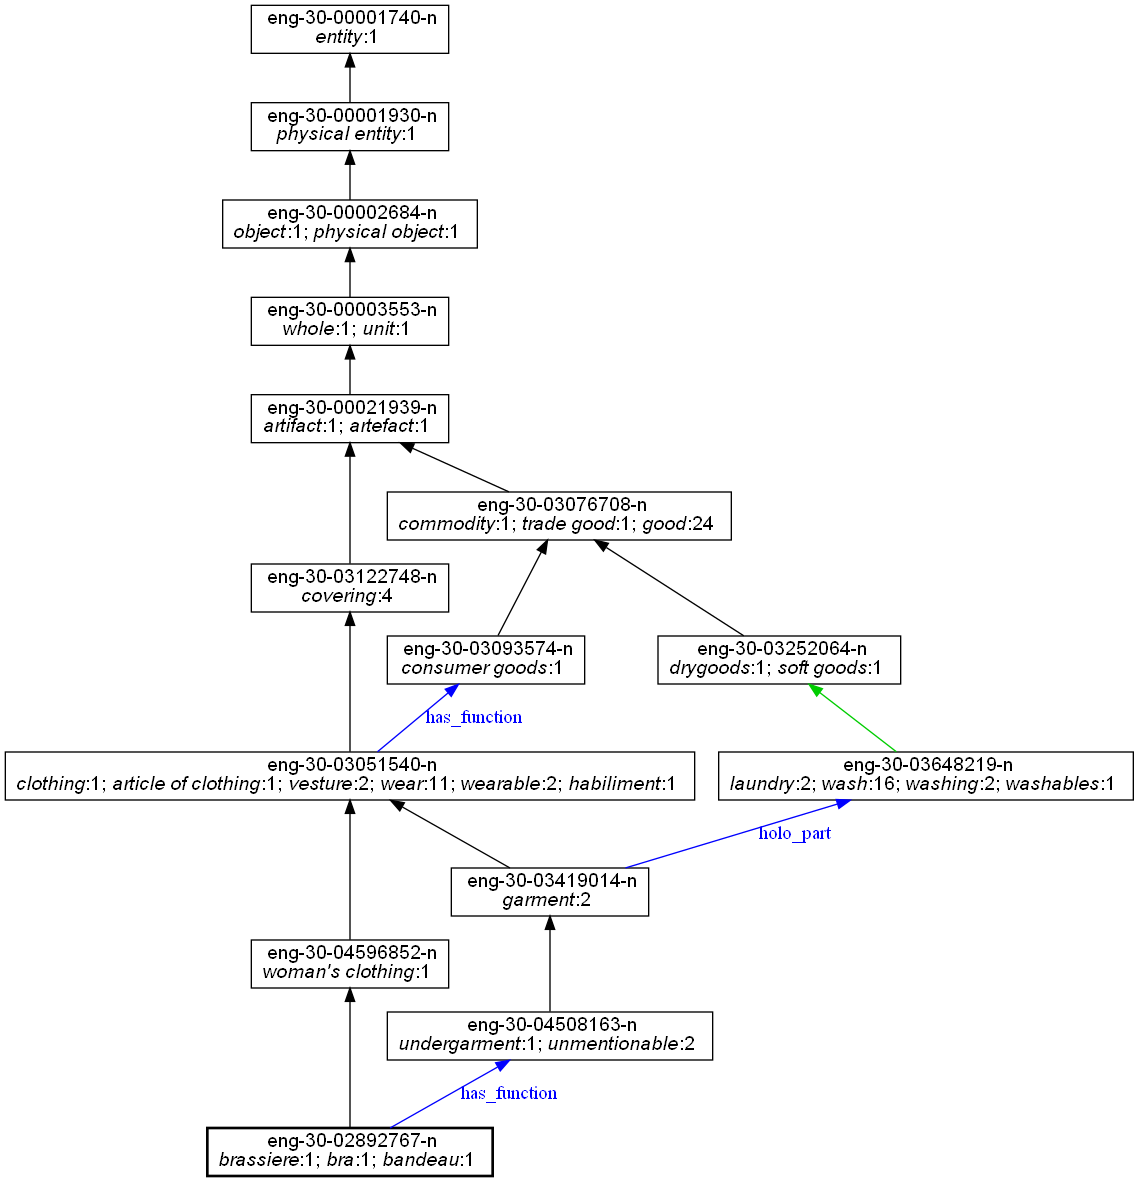 eng-30-00001740-n
entity:1
eng-30-00001930-n
physical entity:1
eng-30-00002684-n
object:1; physical object:1
eng-30-00003553-n
whole:1; unit:1
eng-30-00021939-n
artifact:1; artefact:1
eng-30-03076708-n
commodity:1; trade good:1; good:24
eng-30-03122748-n
covering:4
eng-30-03093574-n
consumer goods:1
eng-30-03252064-n
drygoods:1; soft goods:1
has_function
eng-30-03051540-n
clothing:1; article of clothing:1; vesture:2; wear:11; wearable:2; habiliment:1
eng-30-03648219-n
laundry:2; wash:16; washing:2; washables:1
holo_part
eng-30-03419014-n
garment:2
eng-30-04596852-n
woman's clothing:1
eng-30-04508163-n
undergarment:1; unmentionable:2
has_function
eng-30-02892767-n
brassiere:1; bra:1; bandeau:1